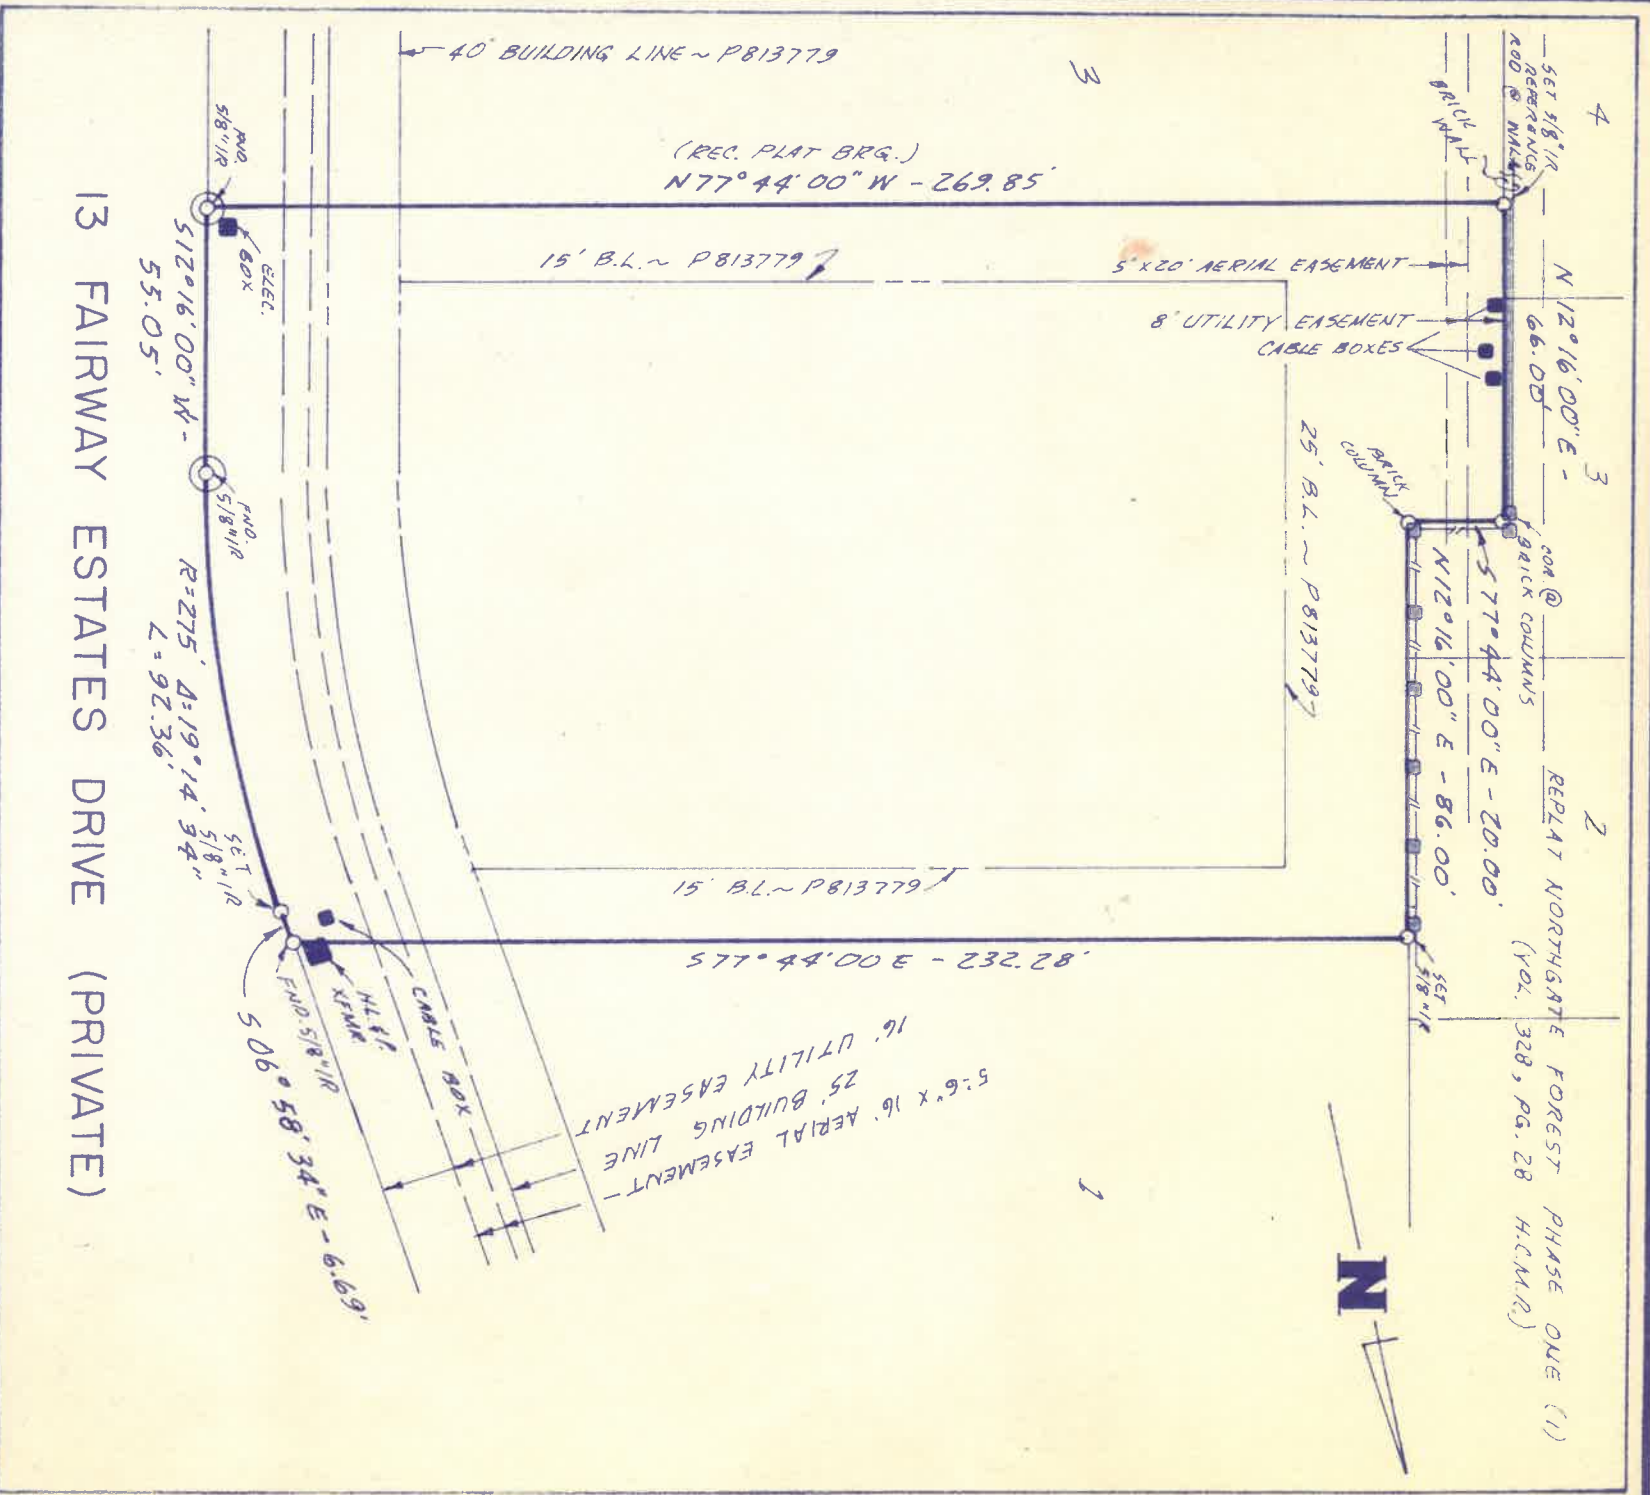 4
3
2
SET 5/8" IR
REFERENCE
ROD @ WALL
BRICK
WALL
N 12° 16' 00" E -
66.00'
COR @
BRICK COLUMNS
BRICK
COLUMN
S 77° 44' 00" E - 20.00'
N 12° 16' 00" E - 86.00'
REPLAT NORTHGATE FOREST PHASE ONE (1)
(VOL. 328, PG. 28 H.C.M.R.)
SET
5/8" IR
40' BUILDING LINE ~ P813779
3
(REC. PLAT BRG.)
N 77° 44' 00" W - 269.85'
15' B.L. ~ P813779
5' x 20' AERIAL EASEMENT
8' UTILITY EASEMENT
CABLE BOXES
25' B.L. ~ P813779
15' B.L. ~ P813779
S 77° 44' 00 E - 232.28'
FND.
5/8" IR
ELEC.
BOX
S 12° 16' 00" W -
55.05'
FND.
5/8" IR
R=275' Δ=19° 14' 34"
L=92.36'
SET
5/8" IR
CABLE BOX
H.L.&P.
XFMR
FND. 5/8" IR
S 06° 58' 34" E - 6.69'
16' UTILITY EASEMENT
25' BUILDING LINE
5'-6" X 16' AERIAL EASEMENT
1
N
13 FAIRWAY ESTATES DRIVE (PRIVATE)